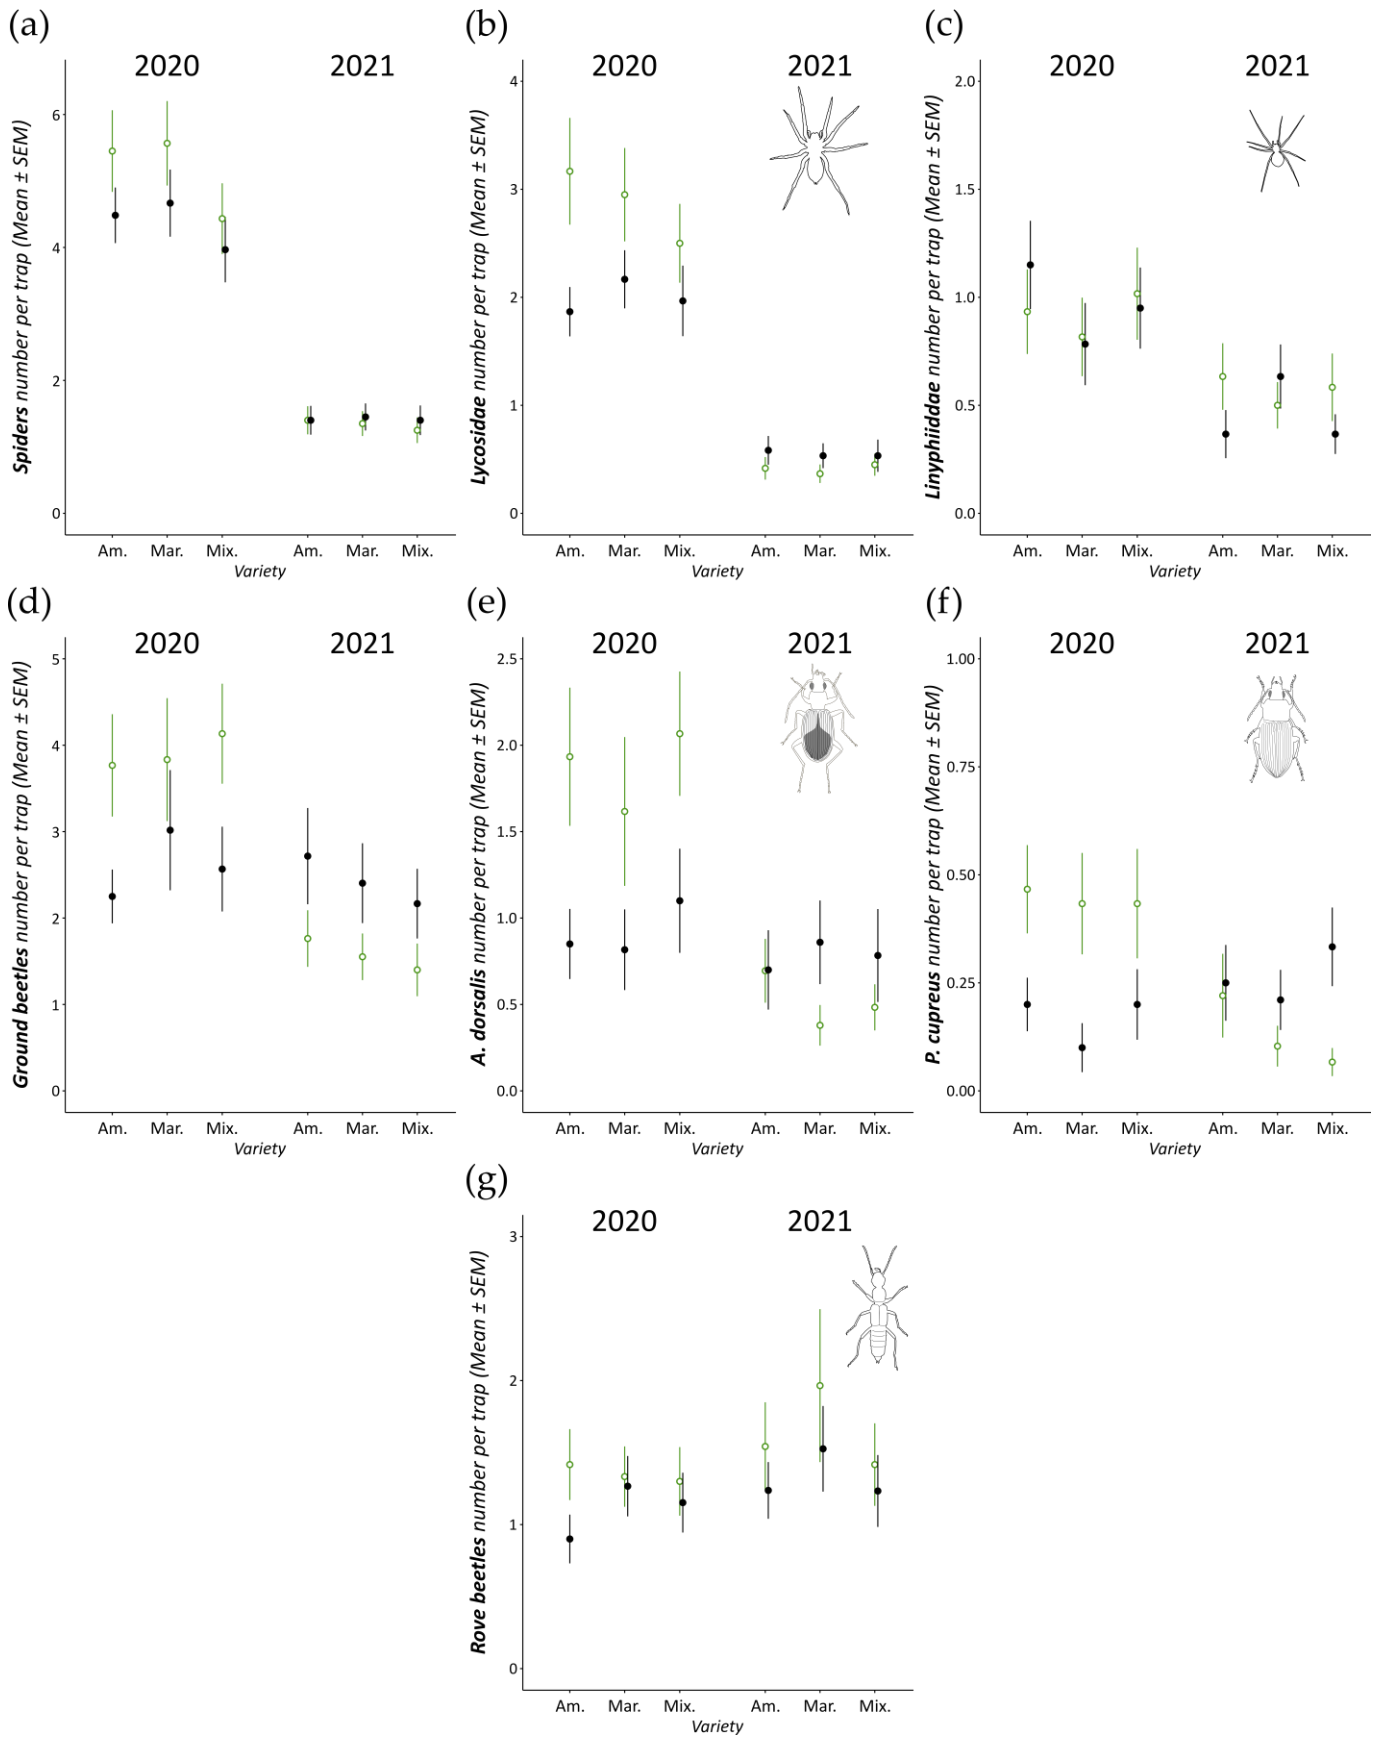 (a)
2020 2021
Spiders number per trap (Mean ± SEM)
6
4
2
0
Am. Mar. Mix. Am. Mar. Mix.
Variety
(b)
2020 2021
Lycosidae number per trap (Mean ± SEM)
4
3
2
1
0
Am. Mar. Mix. Am. Mar. Mix.
Variety
(c)
2020 2021
Linyphiiddae number per trap (Mean ± SEM)
2.0
1.5
1.0
0.5
0.0
Am. Mar. Mix. Am. Mar. Mix.
Variety
(d)
2020 2021
Ground beetles number per trap (Mean ± SEM)
5
4
3
2
1
0
Am. Mar. Mix. Am. Mar. Mix.
Variety
(e)
2020 2021
A. dorsalis number per trap (Mean ± SEM)
2.5
2.0
1.5
1.0
0.5
0.0
Am. Mar. Mix. Am. Mar. Mix.
Variety
(f)
2020 2021
P. cupreus number per trap (Mean ± SEM)
1.00
0.75
0.50
0.25
0.00
Am. Mar. Mix. Am. Mar. Mix.
Variety
(g)
2020 2021
Rove beetles number per trap (Mean ± SEM)
3
2
1
0
Am. Mar. Mix. Am. Mar. Mix.
Variety